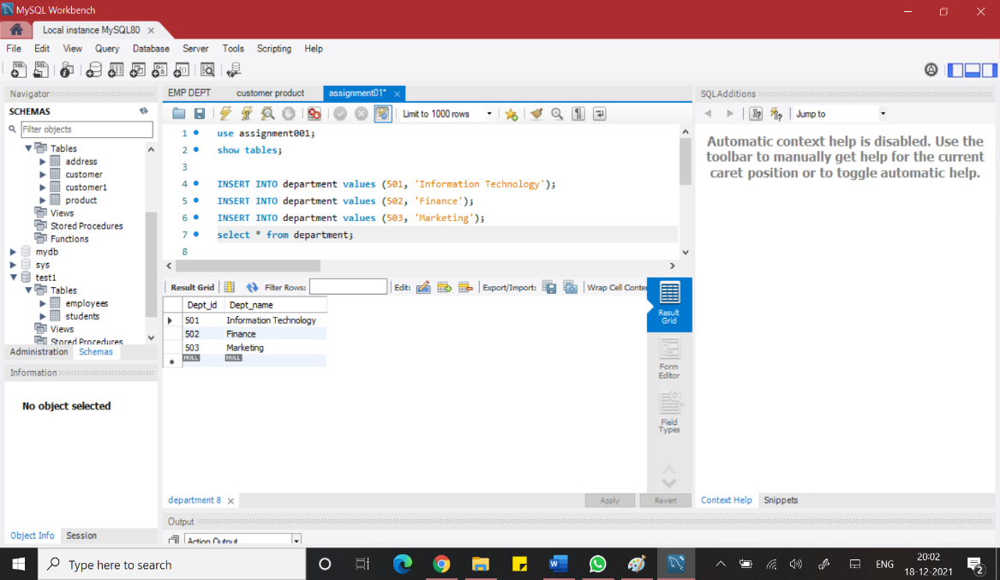 MySQL Workbench
Local instance MySQL80
File Edit View Query Database Server Tools Scripting Help
Navigator
SCHEMAS
Filter objects
Tables
address
customer
customer1
product
Views
Stored Procedures
Functions
mydb
sys
test1
Tables
employees
students
Views
Stored Procedures
Administration Schemas
Information
No object selected
Object Info Session
EMP DEPT customer product assignment01*
Limit to 1000 rows
1 use assignment001;
2 show tables;
3
4 INSERT INTO department values (501, 'Information Technology');
5 INSERT INTO department values (502, 'Finance');
6 INSERT INTO department values (503, 'Marketing');
7 select * from department;
8
Result Grid Filter Rows: Edit: Export/Import: Wrap Cell Conte
Dept_id Dept_name
501 Information Technology
502 Finance
503 Marketing
NULL NULL
Result
Grid
Form
Editor
Field
Types
department 8
Apply Revert
Output
Action Output
SQLAdditions
Jump to
Automatic context help is disabled. Use the
toolbar to manually get help for the current
caret position or to toggle automatic help.
Context Help Snippets
Type here to search
ENG
20:02
18-12-2021
2